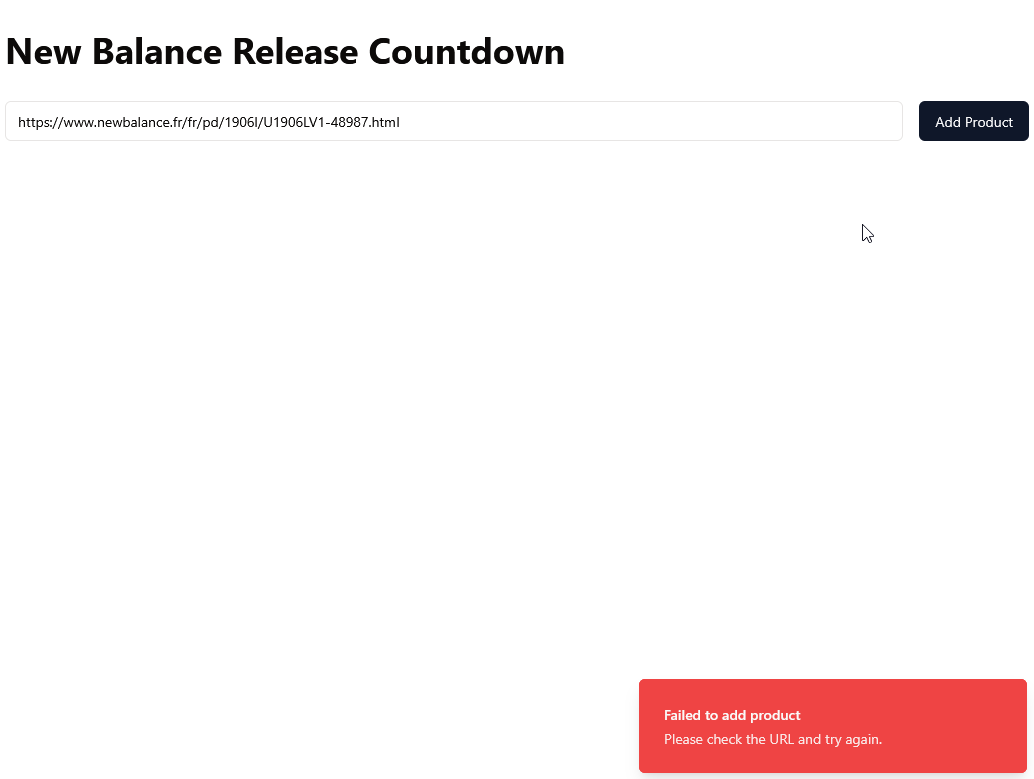 New Balance Release Countdown
https://www.newbalance.fr/fr/pd/1906l/U1906LV1-48987.html
Add Product
Failed to add product
Please check the URL and try again.